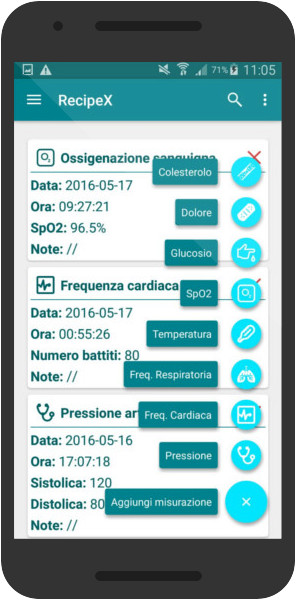 71% 11:05
RecipeX
Ossigenazione sanguigna
Colesterolo
Data: 2016-05-17
Ora: 09:27:21
Dolore
SpO2: 96.5%
Note: //
Glucosio
Frequenza cardiaca
SpO2
Data: 2016-05-17
Ora: 00:55:26
Temperatura
Numero battiti: 80
Note: //
Freq. Respiratoria
Pressione ar
Freq. Cardiaca
Data: 2016-05-16
Ora: 17:07:18
Pressione
Sistolica: 120
Distolica: 80
Aggiungi misurazione
Note: //